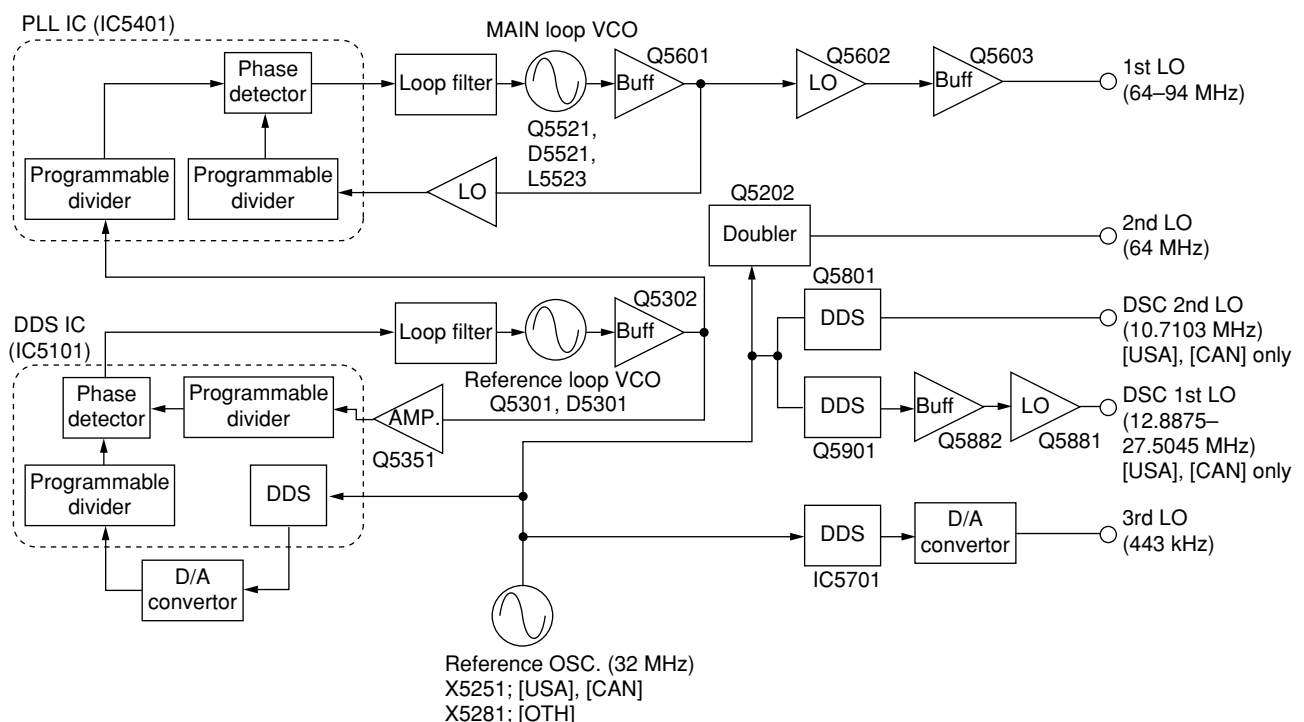 PLL IC (IC5401)
MAIN loop VCO
Phase
detector
Loop filter
Buff
Q5601
Q5602
LO
Q5603
Buff
1st LO
(64–94 MHz)
Q5521,
D5521,
L5523
Programmable
divider
Programmable
divider
LO
Q5202
Doubler
2nd LO
(64 MHz)
DDS IC
(IC5101)
Loop filter
Q5302
Buff
Q5801
DDS
DSC 2nd LO
(10.7103 MHz)
[USA], [CAN] only
Reference loop VCO
Q5301, D5301
Phase
detector
Programmable
divider
AMP.
Q5351
DDS
Q5901
Buff
Q5882
LO
Q5881
DSC 1st LO
(12.8875–
27.5045 MHz)
[USA], [CAN] only
Programmable
divider
DDS
D/A
convertor
DDS
IC5701
D/A
convertor
3rd LO
(443 kHz)
Reference OSC. (32 MHz)
X5251; [USA], [CAN]
X5281; [OTH]